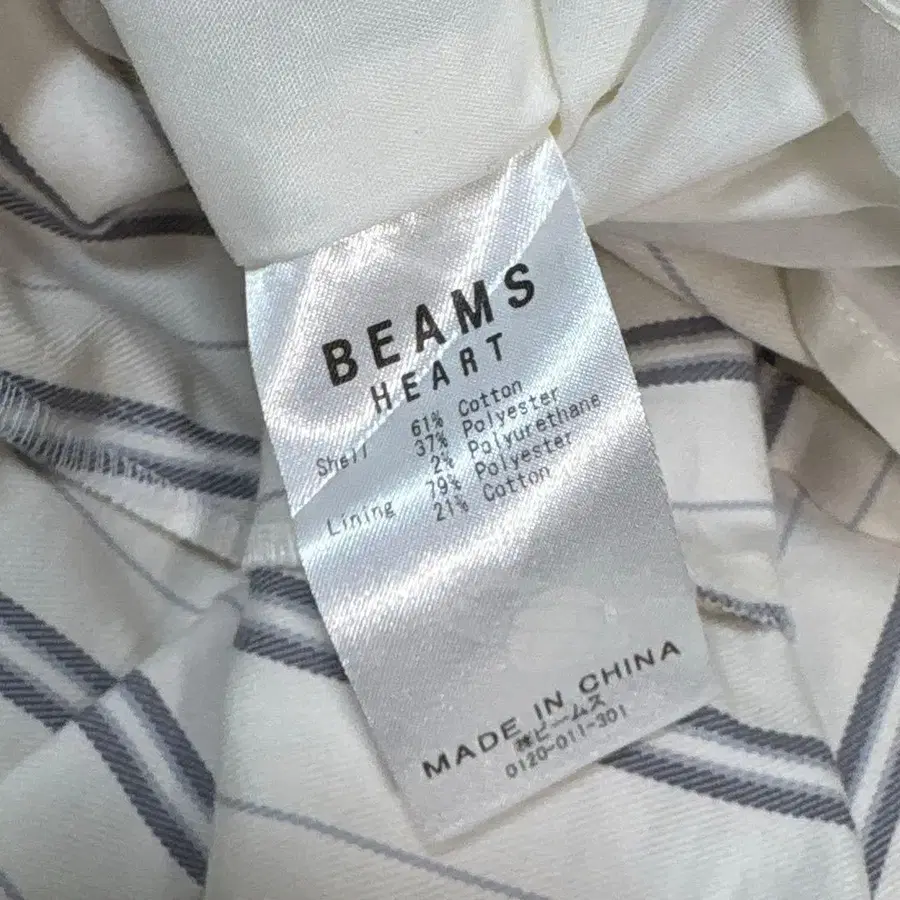 BEAMS
HEART
Shell 61% Cotton
37% Polyester
2% Polyurethane
Lining 79% Polyester
21% Cotton
MADE IN CHINA
㈱ビームス
0120-011-301